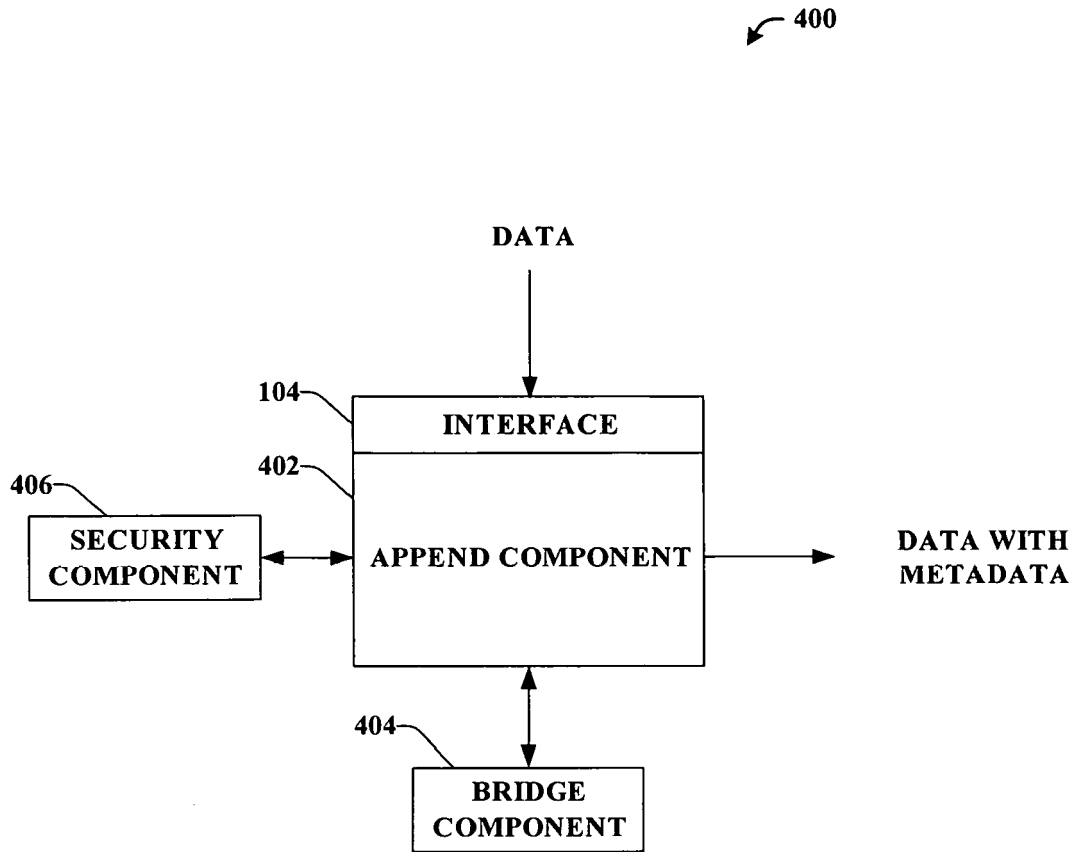 400
DATA
104
INTERFACE
402
APPEND COMPONENT
406
SECURITY
COMPONENT
DATA WITH
METADATA
404
BRIDGE
COMPONENT